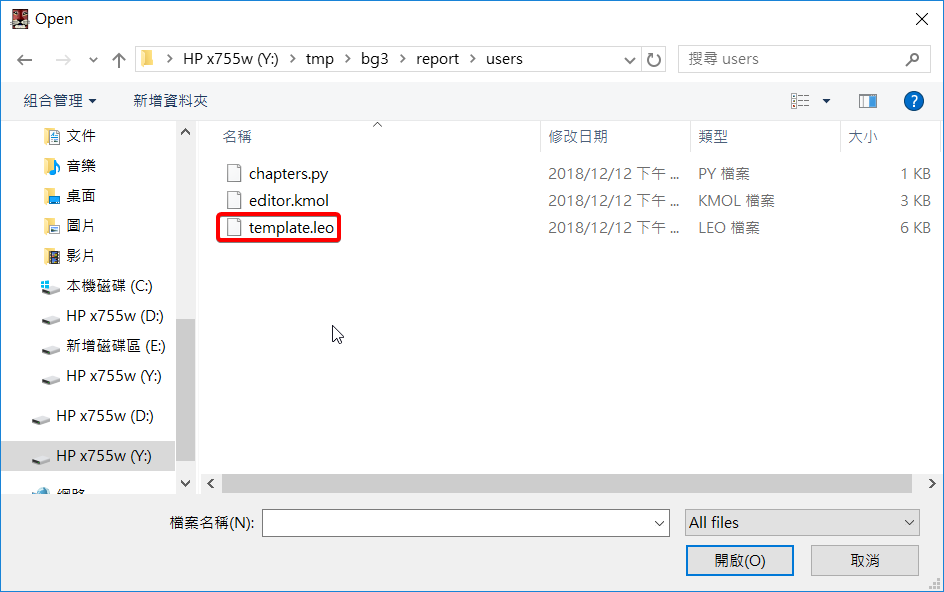 Open
HP x755w (Y:) > tmp > bg3 > report > users
搜尋 users
組合管理 新增資料夾
文件
音樂
桌面
圖片
影片
本機磁碟 (C:)
HP x755w (D:)
新增磁碟區 (E:)
HP x755w (Y:)
HP x755w (D:)
HP x755w (Y:)
網路
名稱 修改日期 類型 大小
chapters.py 2018/12/12 下午 ... PY 檔案 1 KB
editor.kmol 2018/12/12 下午 ... KMOL 檔案 3 KB
template.leo 2018/12/12 下午 ... LEO 檔案 6 KB
檔案名稱(N):
All files
開啟(O) 取消